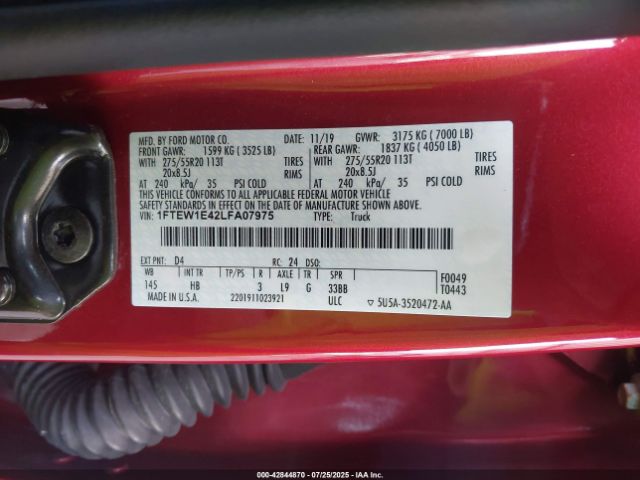 MFD. BY FORD MOTOR CO. DATE: 11/19 GVWR: 3175 KG ( 7000 LB)
FRONT GAWR: 1599 KG ( 3525 LB) REAR GAWR: 1837 KG ( 4050 LB)
WITH 275/55R20 113T TIRES WITH 275/55R20 113T TIRES
20x8.5J RIMS 20x8.5J RIMS
AT 240 kPa/ 35 PSI COLD AT 240 kPa/ 35 PSI COLD
THIS VEHICLE CONFORMS TO ALL APPLICABLE FEDERAL MOTOR VEHICLE
SAFETY STANDARDS IN EFFECT ON THE DATE OF MANUFACTURE SHOWN ABOVE.
VIN: 1FTEW1E42LFA07975 TYPE: Truck
EXT PNT: D4 RC: 24 DSO:
WB INT TR TP/PS R AXLE TR SPR F0049
145 HB 3 L9 G 33BB T0443
MADE IN U.S.A. 2201911023921 ULC ▽ 5U5A-3520472-AA
000-42844870 | 07/25/2025 | Copart, IAA Inc.